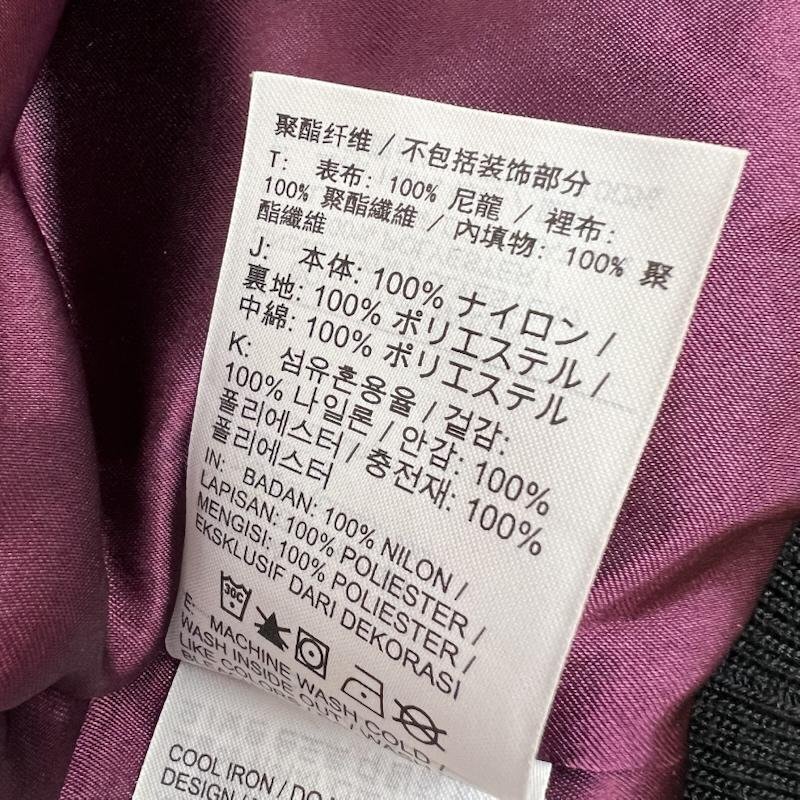 聚酯纤维 / 不包括装饰部分
T: 表布: 100% 尼龍 / 裡布:
100% 聚酯纖維 / 內填物: 100% 聚
酯纖維
J: 本体: 100% ナイロン /
裏地: 100% ポリエステル /
中綿: 100% ポリエステル
K: 섬유혼용율 / 겉감:
100% 나일론 / 안감: 100%
폴리에스터 / 충전재: 100%
폴리에스터
IN: BADAN: 100% NILON /
LAPISAN: 100% POLIESTER /
MENGISI: 100% POLIESTER /
EKSKLUSIF DARI DEKORASI
30C
E: MACHINE WASH COLD /
WASH INSIDE OUT / WASH
LIKE COLORS
COOL IRON / DO
DESIGN /